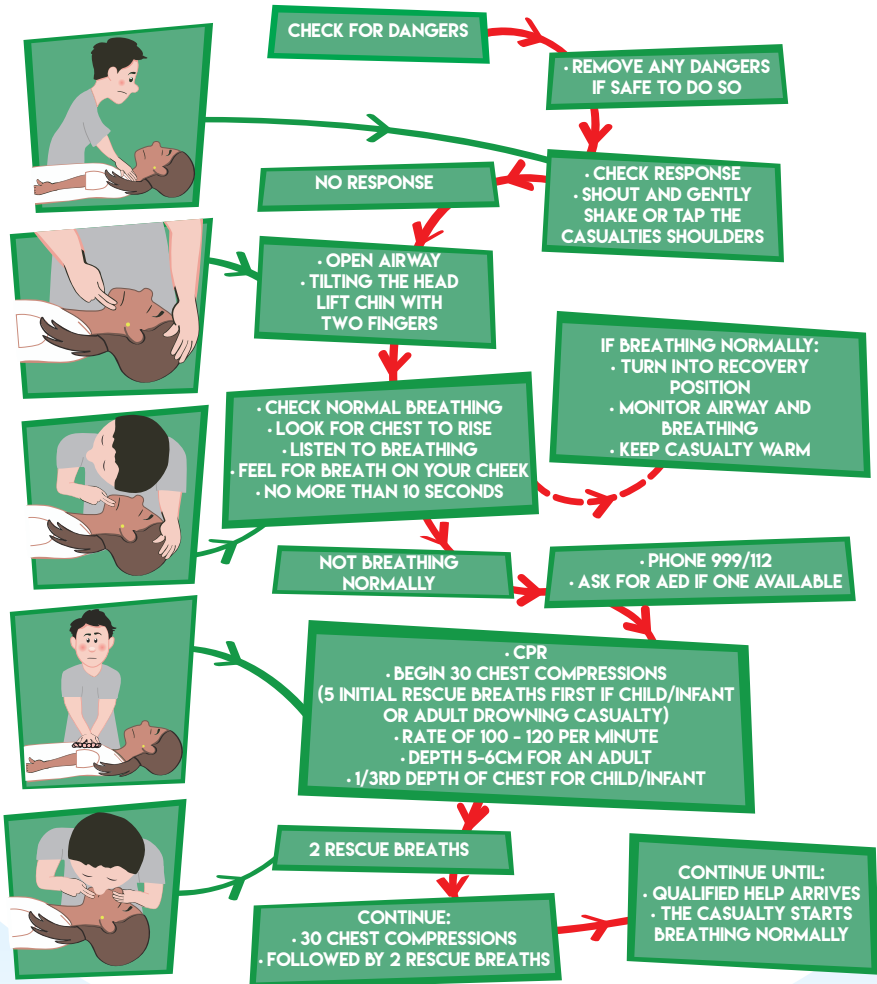 CHECK FOR DANGERS
· REMOVE ANY DANGERS
IF SAFE TO DO SO
· CHECK RESPONSE
· SHOUT AND GENTLY
SHAKE OR TAP THE
CASUALTIES SHOULDERS
NO RESPONSE
· OPEN AIRWAY
· TILTING THE HEAD
LIFT CHIN WITH
TWO FINGERS
· CHECK NORMAL BREATHING
· LOOK FOR CHEST TO RISE
· LISTEN TO BREATHING
· FEEL FOR BREATH ON YOUR CHEEK
· NO MORE THAN 10 SECONDS
IF BREATHING NORMALLY:
· TURN INTO RECOVERY
POSITION
· MONITOR AIRWAY AND
BREATHING
· KEEP CASUALTY WARM
NOT BREATHING
NORMALLY
· PHONE 999/112
· ASK FOR AED IF ONE AVAILABLE
· CPR
· BEGIN 30 CHEST COMPRESSIONS
(5 INITIAL RESCUE BREATHS FIRST IF CHILD/INFANT
OR ADULT DROWNING CASUALTY)
· RATE OF 100 - 120 PER MINUTE
· DEPTH 5-6CM FOR AN ADULT
· 1/3RD DEPTH OF CHEST FOR CHILD/INFANT
2 RESCUE BREATHS
CONTINUE:
· 30 CHEST COMPRESSIONS
· FOLLOWED BY 2 RESCUE BREATHS
CONTINUE UNTIL:
· QUALIFIED HELP ARRIVES
· THE CASUALTY STARTS
BREATHING NORMALLY